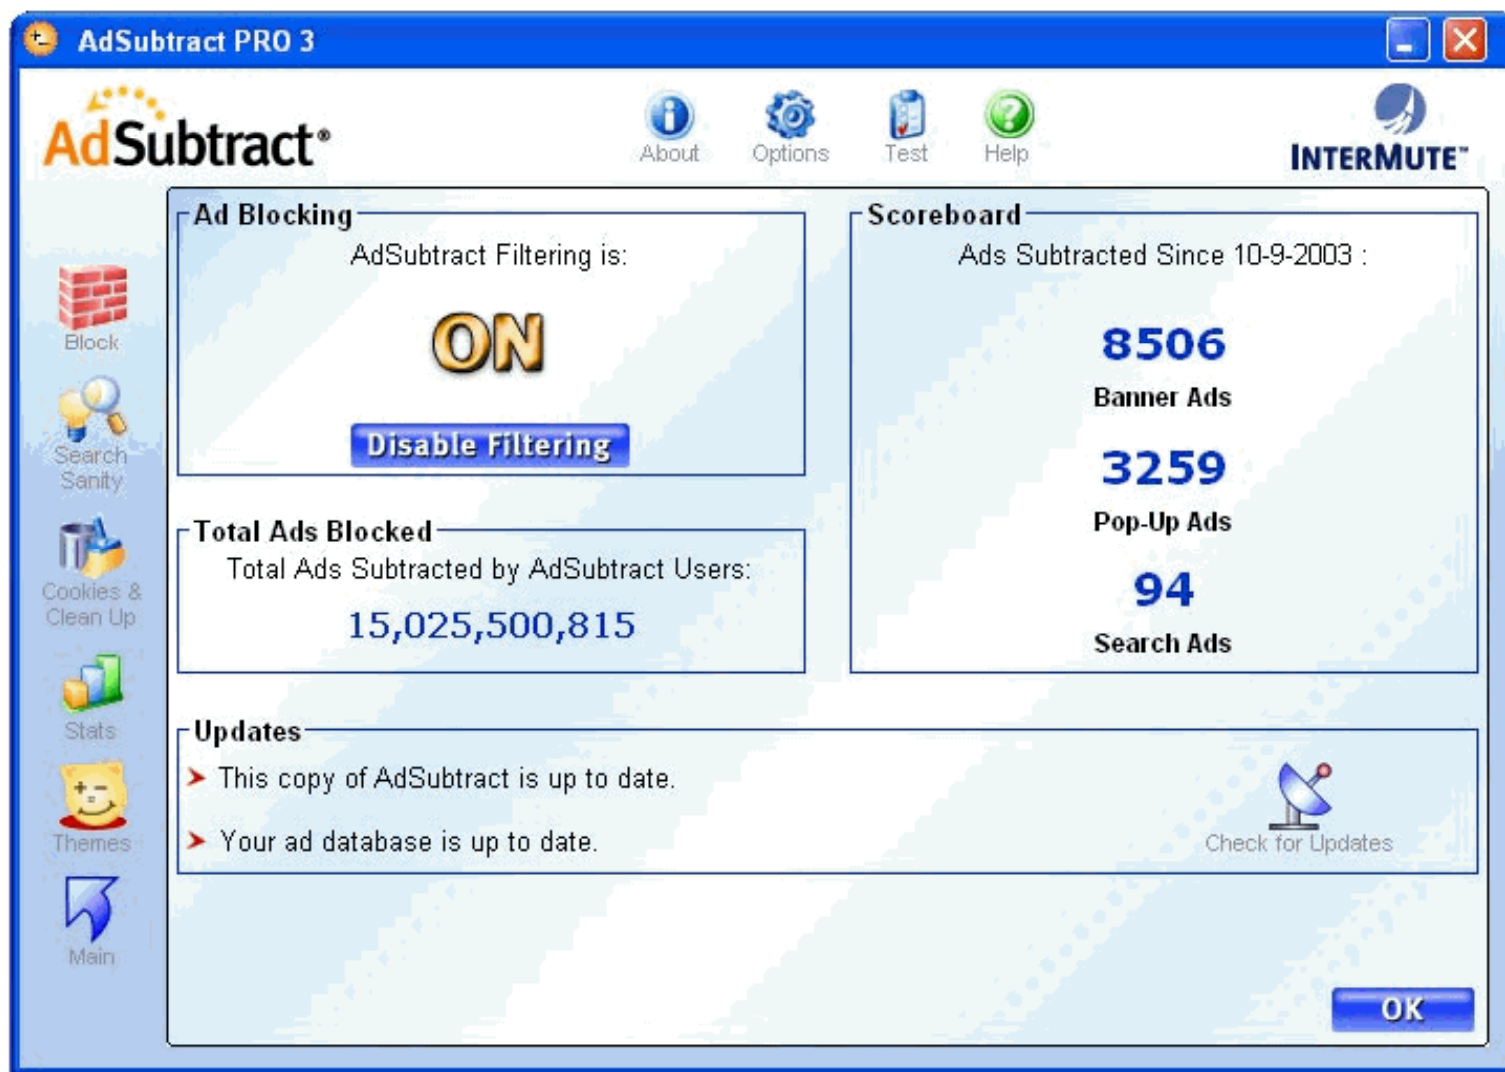 AdSubtract PRO 3
AdSubtract®
About
Options
Test
Help
INTERMUTE™
Block
Search
Sanity
Cookies &
Clean Up
Stats
Themes
Main
Ad Blocking
AdSubtract Filtering is:
ON
Disable Filtering
Total Ads Blocked
Total Ads Subtracted by AdSubtract Users:
15,025,500,815
Scoreboard
Ads Subtracted Since 10-9-2003 :
8506
Banner Ads
3259
Pop-Up Ads
94
Search Ads
Updates
This copy of AdSubtract is up to date.
Your ad database is up to date.
Check for Updates
OK